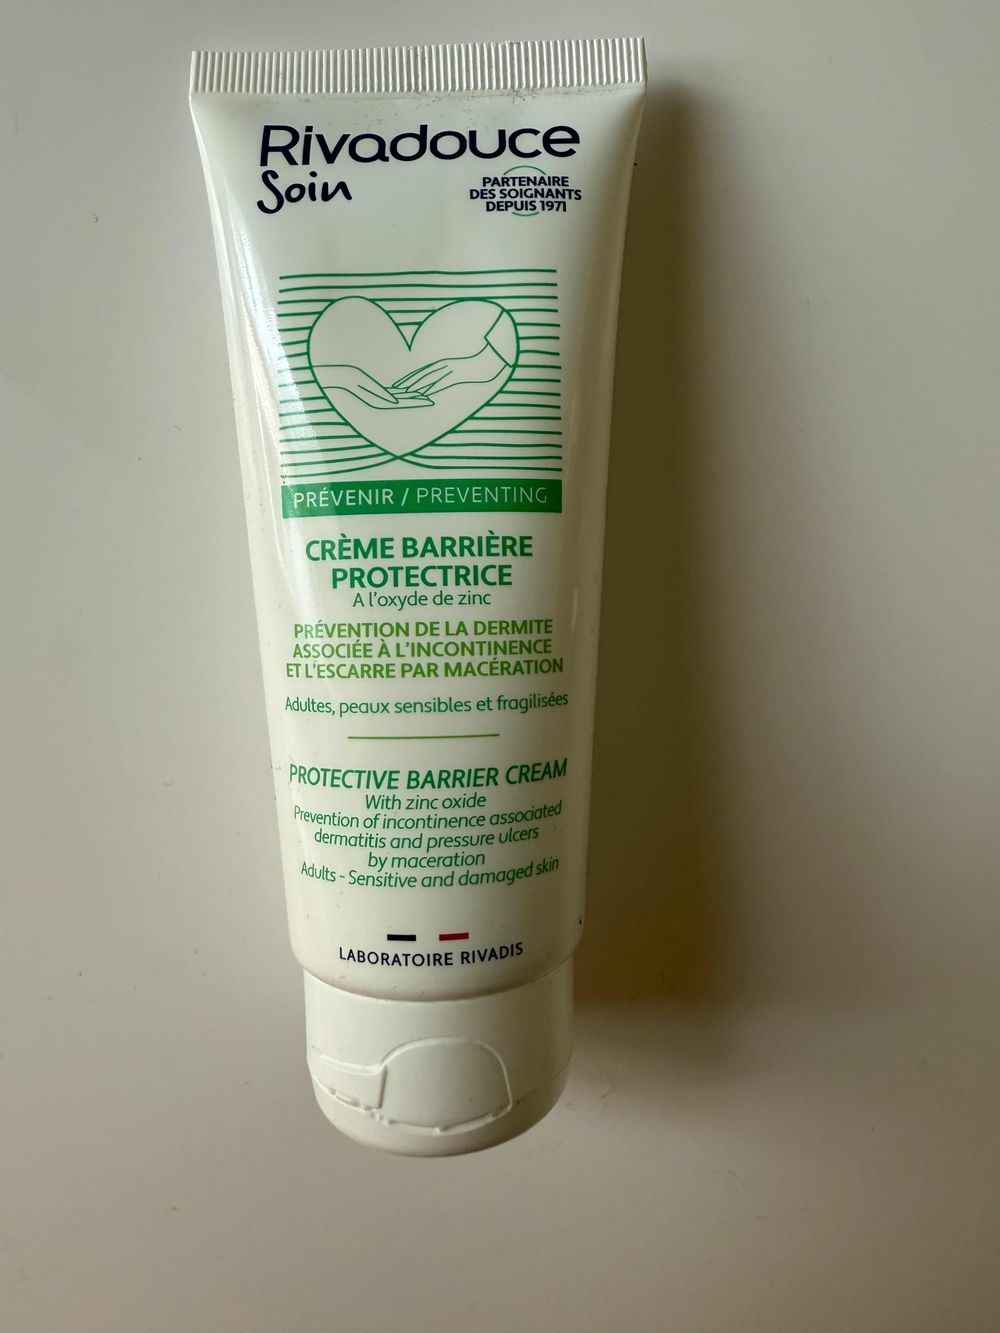 Rivadouce
Soin
PARTENAIRE
DES SOIGNANTS
DEPUIS 1971
PRÉVENIR / PREVENTING
CRÈME BARRIÈRE
PROTECTRICE
A l'oxyde de zinc
PRÉVENTION DE LA DERMITE
ASSOCIÉE À L'INCONTINENCE
ET L'ESCARRE PAR MACÉRATION
Adultes, peaux sensibles et fragilisées
PROTECTIVE BARRIER CREAM
With zinc oxide
Prevention of incontinence associated
dermatitis and pressure ulcers
by maceration
Adults - Sensitive and damaged skin
LABORATOIRE RIVADIS